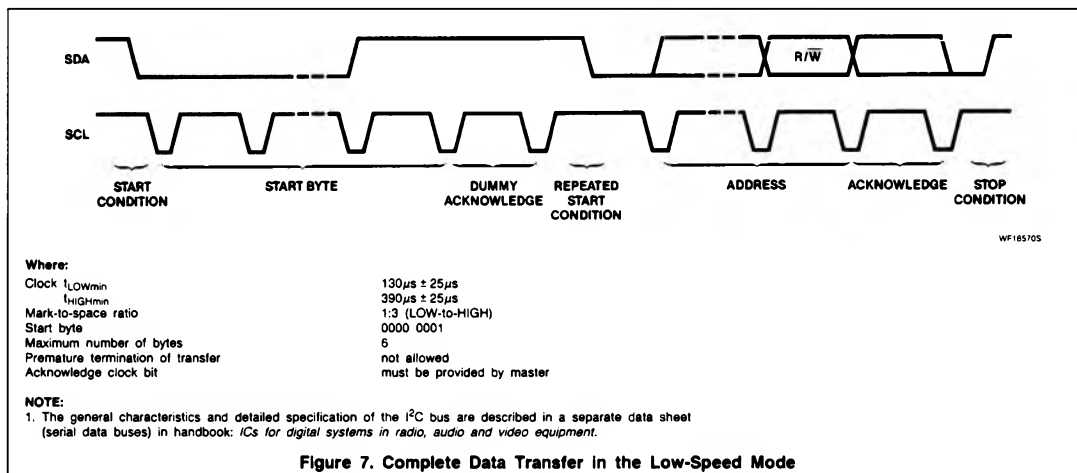 SDA
R/W̅
SCL
START CONDITION
START BYTE
DUMMY ACKNOWLEDGE
REPEATED START CONDITION
ADDRESS
ACKNOWLEDGE
STOP CONDITION
WF18570S
Where:
Clock tLOWmin 130µs ± 25µs
tHIGHmin 390µs ± 25µs
Mark-to-space ratio 1:3 (LOW-to-HIGH)
Start byte 0000 0001
Maximum number of bytes 6
Premature termination of transfer not allowed
Acknowledge clock bit must be provided by master
NOTE:
1. The general characteristics and detailed specification of the I²C bus are described in a separate data sheet
(serial data buses) in handbook: ICs for digital systems in radio, audio and video equipment.
Figure 7. Complete Data Transfer in the Low-Speed Mode